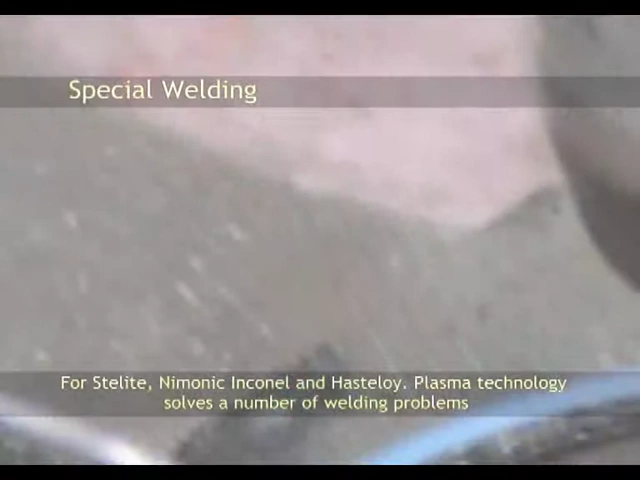 Special Welding
For Stelite, Nimonic Inconel and Hasteloy. Plasma technology
solves a number of welding problems